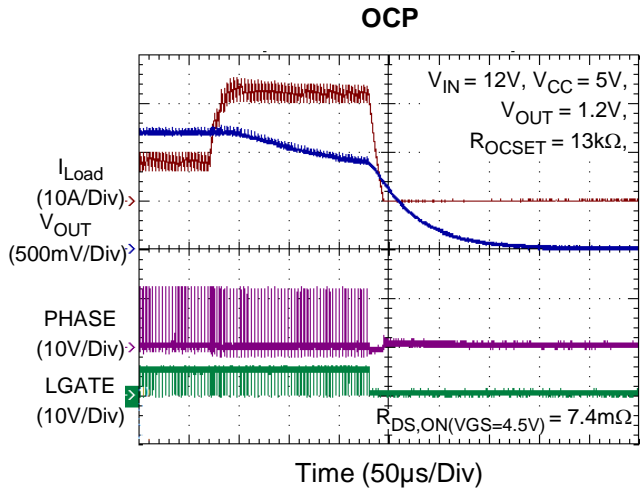 OCP
V_IN = 12V, V_CC = 5V,
V_OUT = 1.2V,
R_OCSET = 13kΩ,
I_Load
(10A/Div)
V_OUT
(500mV/Div)
PHASE
(10V/Div)
LGATE
(10V/Div)
R_DS,ON(VGS=4.5V) = 7.4mΩ
Time (50µs/Div)